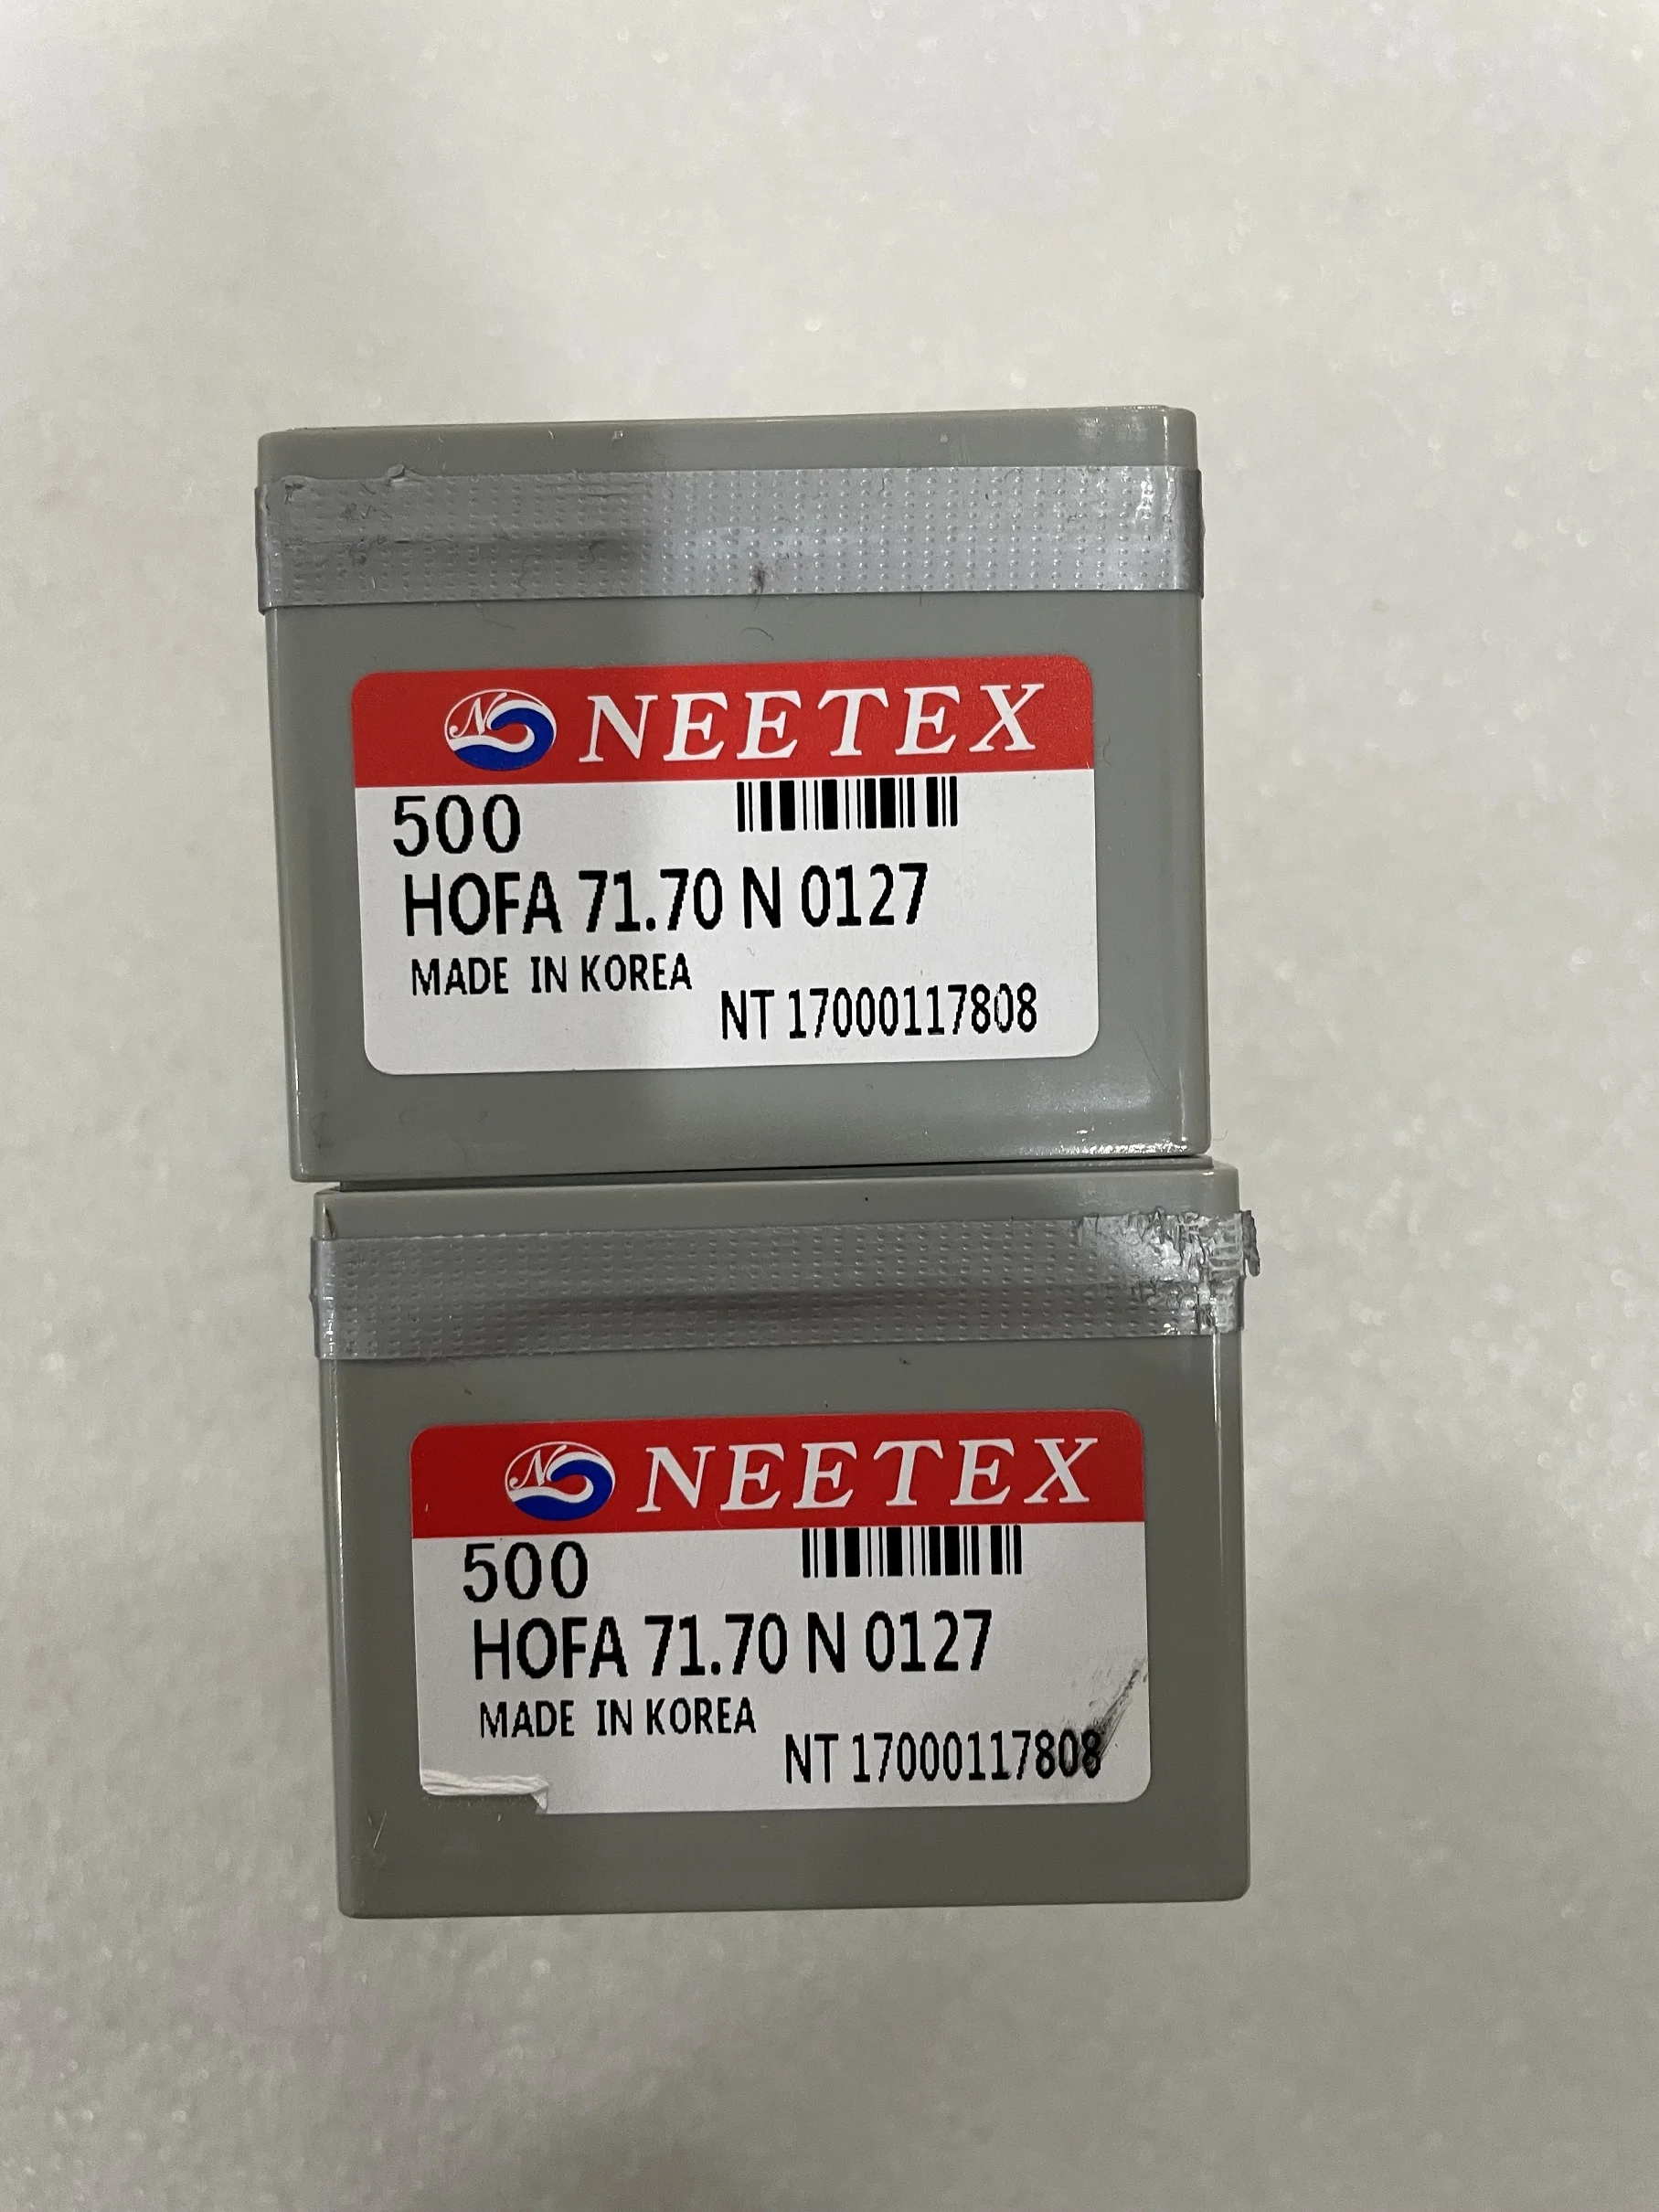 N NEETEX
500
HOFA 71.70 N 0127
MADE IN KOREA
NT 17000117808
N NEETEX
500
HOFA 71.70 N 0127
MADE IN KOREA
NT 17000117808